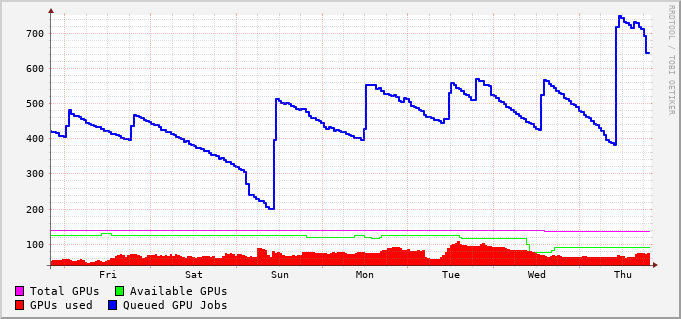 RRDTOOL / TOBI OETIKER
700
600
500
400
300
200
100
Fri Sat Sun Mon Tue Wed Thu
Total GPUs Available GPUs
GPUs used Queued GPU Jobs